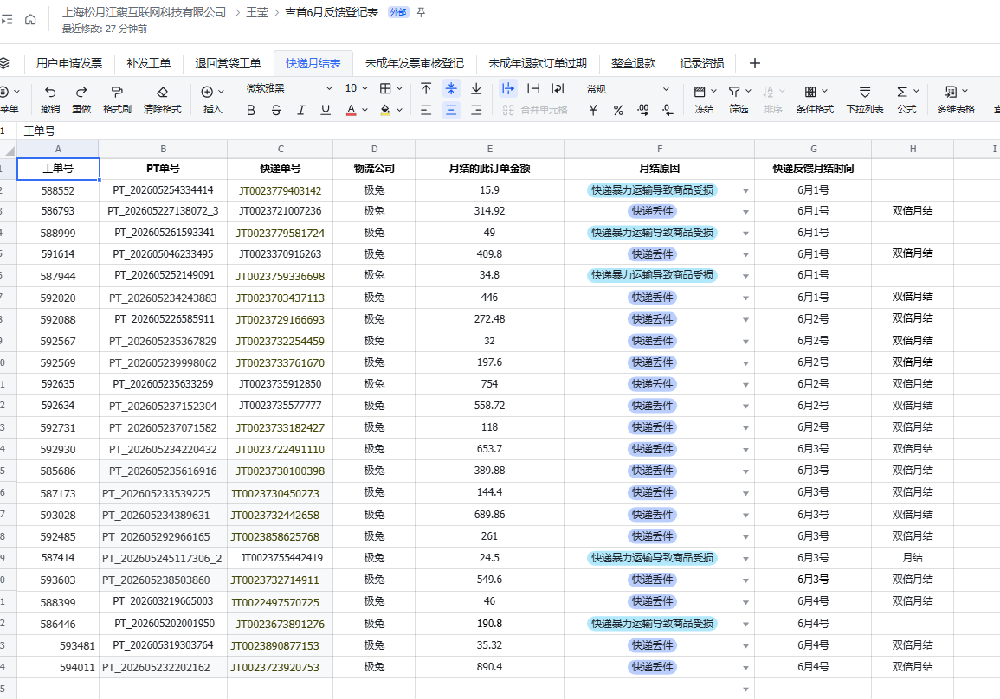 上海松月江馥互联网科技有限公司 > 王莹 > 吉首6月反馈登记表 外部
最近修改: 27 分钟前
用户申请发票 补发工单 退回赏袋工单 快递月结表 未成年发票审核登记 未成年退款订单过期 整盒退款 记录资损
微软雅黑 10 常规
菜单 撤销 重做 格式刷 清除格式 插入 B S I U A 合并单元格 ¥ % .00 .0 冻结 筛选 排序 条件格式 下拉列表 公式 多维表格
1 工单号
A B C D E F G H I
工单号 PT单号 快递单号 物流公司 月结的此订单金额 月结原因 快递反馈月结时间
2 588552 PT_202605254334414 JT0023779403142 极兔 15.9 快递暴力运输导致商品受损 6月1号
3 586793 PT_202605227138072_3 JT0023721007236 极兔 314.92 快递丢件 6月1号 双倍月结
4 588999 PT_202605261593341 JT0023779581724 极兔 49 快递暴力运输导致商品受损 6月1号
5 591614 PT_202605046233495 JT0023370916263 极兔 409.8 快递丢件 6月1号 双倍月结
6 587944 PT_202605252149091 JT0023759336698 极兔 34.8 快递暴力运输导致商品受损 6月1号
7 592020 PT_202605234243883 JT0023703437113 极兔 446 快递丢件 6月1号 双倍月结
8 592088 PT_202605226585911 JT0023729166693 极兔 272.48 快递丢件 6月2号 双倍月结
9 592567 PT_202605235367829 JT0023732254459 极兔 32 快递丢件 6月2号 双倍月结
0 592569 PT_202605239998062 JT0023733761670 极兔 197.6 快递丢件 6月2号 双倍月结
1 592635 PT_202605235633269 JT0023735912850 极兔 754 快递丢件 6月2号 双倍月结
2 592634 PT_202605237152304 JT0023735577777 极兔 558.72 快递丢件 6月2号 双倍月结
3 592731 PT_202605237071582 JT0023733182427 极兔 118 快递丢件 6月2号 双倍月结
4 592930 PT_202605234220432 JT0023722491110 极兔 653.7 快递丢件 6月3号 双倍月结
5 585686 PT_202605235616916 JT0023730100398 极兔 389.88 快递丢件 6月3号 双倍月结
6 587173 PT_202605233539225 JT0023730450273 极兔 144.4 快递丢件 6月3号 双倍月结
7 593028 PT_202605234389631 JT0023732442658 极兔 689.86 快递丢件 6月3号 双倍月结
8 592485 PT_202605292966165 JT0023858625768 极兔 261 快递丢件 6月3号 双倍月结
9 587414 PT_202605245117306_2 JT0023755442419 极兔 24.5 快递暴力运输导致商品受损 6月3号 月结
0 593603 PT_202605238503860 JT0023732714911 极兔 549.6 快递丢件 6月3号 双倍月结
1 588399 PT_202603219665003 JT0022497570725 极兔 46 快递丢件 6月4号 双倍月结
2 586446 PT_202605202001950 JT0023673891276 极兔 190.8 快递暴力运输导致商品受损 6月4号
3 593481 PT_202605319303764 JT0023890877153 极兔 35.32 快递丢件 6月4号 双倍月结
4 594011 PT_202605232202162 JT0023723920753 极兔 890.4 快递丢件 6月4号 双倍月结
5